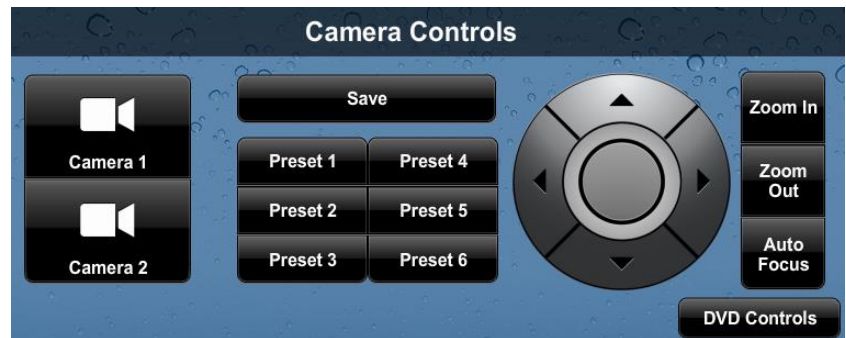 Camera Controls
Camera 1
Camera 2
Save
Preset 1
Preset 4
Preset 2
Preset 5
Preset 3
Preset 6
Zoom In
Zoom
Out
Auto
Focus
DVD Controls